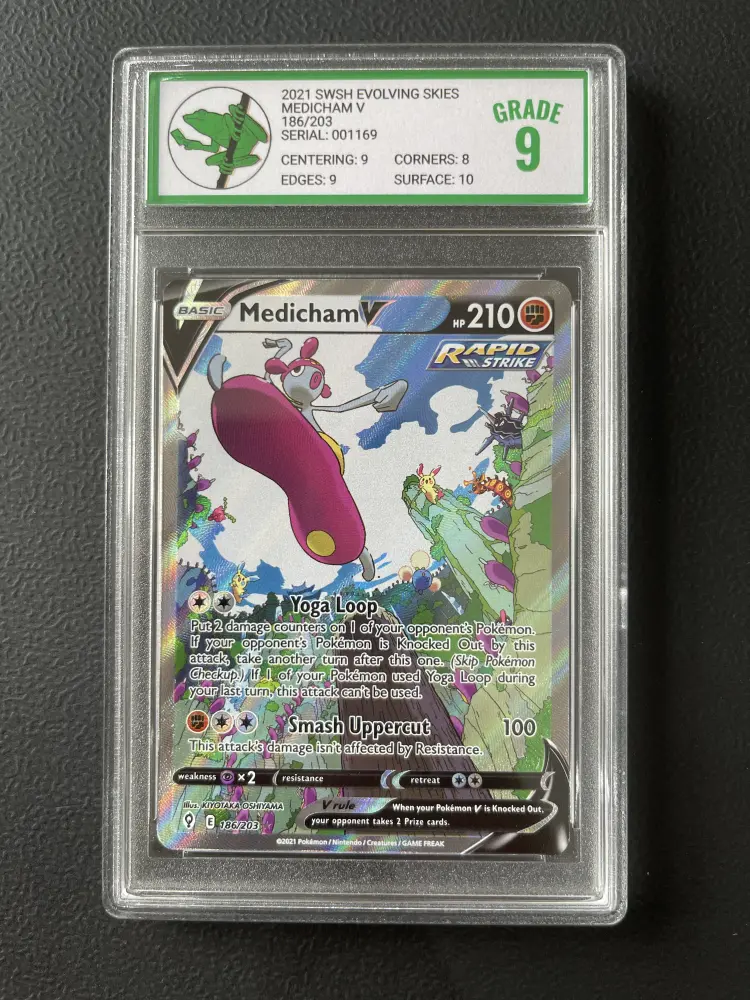 2021 SWSH EVOLVING SKIES
MEDICHAM V
186/203
SERIAL: 001169
CENTERING: 9 CORNERS: 8
EDGES: 9 SURFACE: 10
GRADE
9
BASIC Medicham V HP 210
RAPID
STRIKE
Yoga Loop
Put 2 damage counters on 1 of your opponent's Pokémon.
If your opponent's Pokémon is Knocked Out by this
attack, take another turn after this one. (Skip Pokémon
Checkup.) If 1 of your Pokémon used Yoga Loop during
your last turn, this attack can't be used.
Smash Uppercut 100
This attack's damage isn't affected by Resistance.
weakness ×2 resistance retreat
Illus. KIYOTAKA OSHIYAMA
V rule When your Pokémon V is Knocked Out,
your opponent takes 2 Prize cards.
E 186/203
©2021 Pokémon / Nintendo / Creatures / GAME FREAK